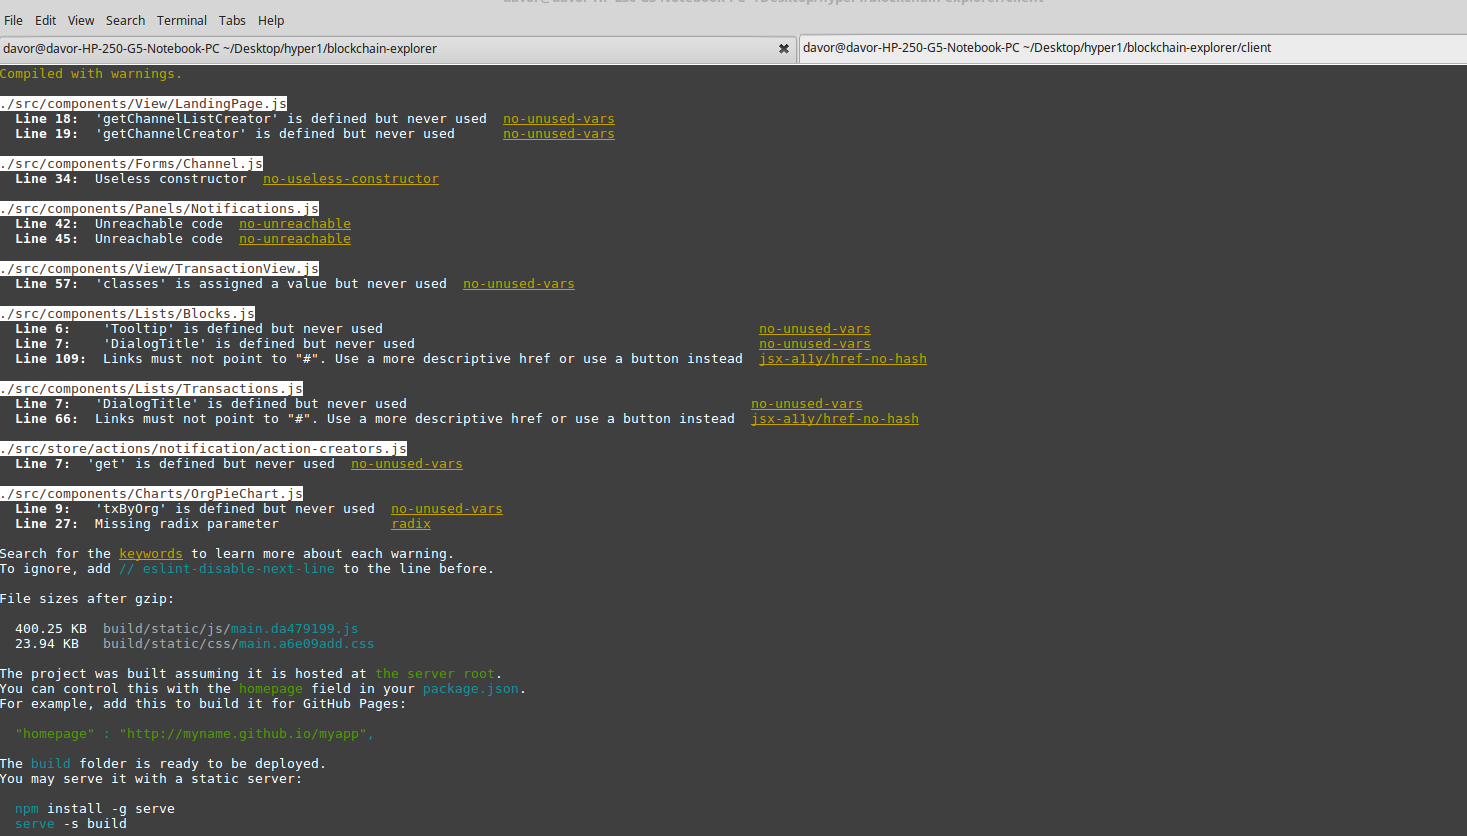 davor@davor-HP-250-G5-Notebook-PC ~/Desktop/hyper1/blockchain-explorer/client
File Edit View Search Terminal Tabs Help
davor@davor-HP-250-G5-Notebook-PC ~/Desktop/hyper1/blockchain-explorer ✖ davor@davor-HP-250-G5-Notebook-PC ~/Desktop/hyper1/blockchain-explorer/client
Compiled with warnings.
./src/components/View/LandingPage.js
Line 18: 'getChannelListCreator' is defined but never used no-unused-vars
Line 19: 'getChannelCreator' is defined but never used no-unused-vars
./src/components/Forms/Channel.js
Line 34: Useless constructor no-useless-constructor
./src/components/Panels/Notifications.js
Line 42: Unreachable code no-unreachable
Line 45: Unreachable code no-unreachable
./src/components/View/TransactionView.js
Line 57: 'classes' is assigned a value but never used no-unused-vars
./src/components/Lists/Blocks.js
Line 6: 'Tooltip' is defined but never used no-unused-vars
Line 7: 'DialogTitle' is defined but never used no-unused-vars
Line 109: Links must not point to "#". Use a more descriptive href or use a button instead jsx-a11y/href-no-hash
./src/components/Lists/Transactions.js
Line 7: 'DialogTitle' is defined but never used no-unused-vars
Line 66: Links must not point to "#". Use a more descriptive href or use a button instead jsx-a11y/href-no-hash
./src/store/actions/notification/action-creators.js
Line 7: 'get' is defined but never used no-unused-vars
./src/components/Charts/OrgPieChart.js
Line 9: 'txByOrg' is defined but never used no-unused-vars
Line 27: Missing radix parameter radix
Search for the keywords to learn more about each warning.
To ignore, add // eslint-disable-next-line to the line before.
File sizes after gzip:
400.25 KB build/static/js/main.da479199.js
23.94 KB build/static/css/main.a6e09add.css
The project was built assuming it is hosted at the server root.
You can control this with the homepage field in your package.json.
For example, add this to build it for GitHub Pages:
"homepage" : "http://myname.github.io/myapp",
The build folder is ready to be deployed.
You may serve it with a static server:
npm install -g serve
serve -s build